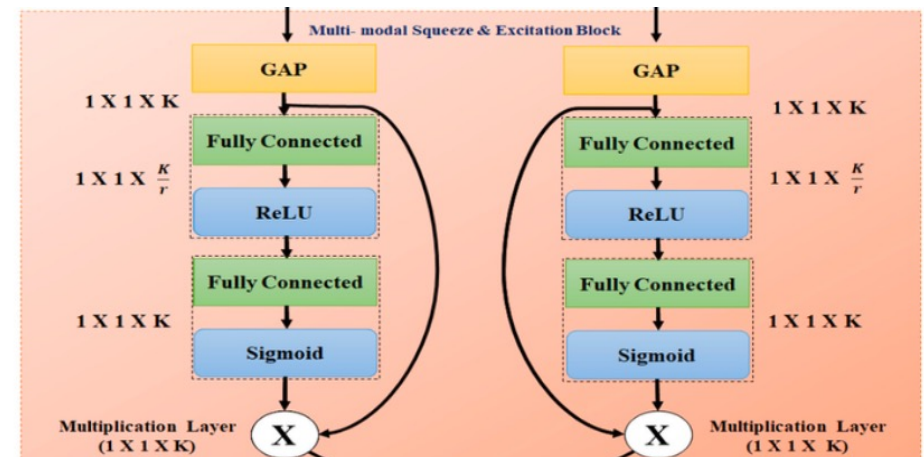 Multi- modal Squeeze & Excitation Block
GAP
GAP
1 X 1 X K
1 X 1 X K
Fully Connected
Fully Connected
1 X 1 X K/r
1 X 1 X K/r
ReLU
ReLU
Fully Connected
Fully Connected
1 X 1 X K
1 X 1 X K
Sigmoid
Sigmoid
Multiplication Layer
(1 X 1 X K)
X
X
Multiplication Layer
(1 X 1 X K)